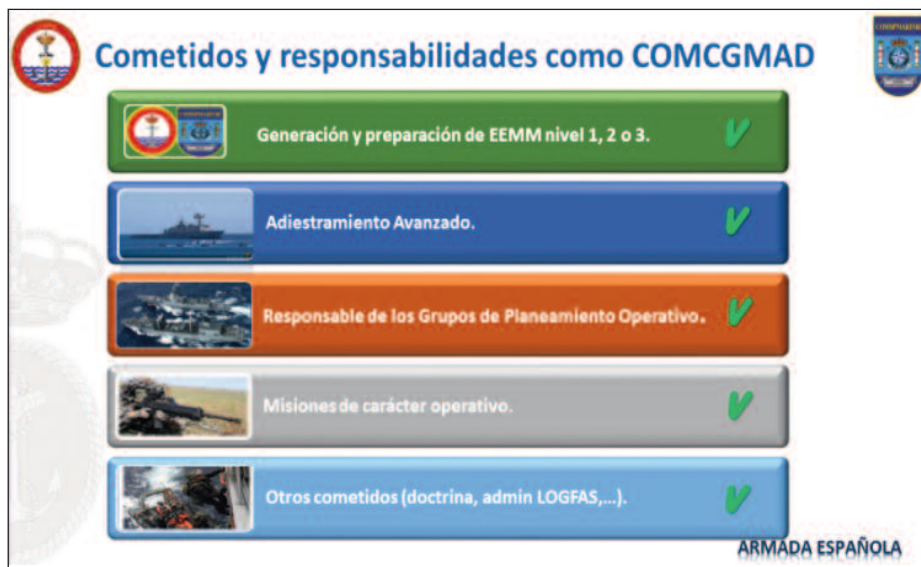 Cometidos y responsabilidades como COMCGMAD
Generación y preparación de EEMM nivel 1, 2 o 3.
Adiestramiento Avanzado.
Responsable de los Grupos de Planeamiento Operativo.
Misiones de carácter operativo.
Otros cometidos (doctrina, admin LOGFAS,...).
ARMADA ESPAÑOLA